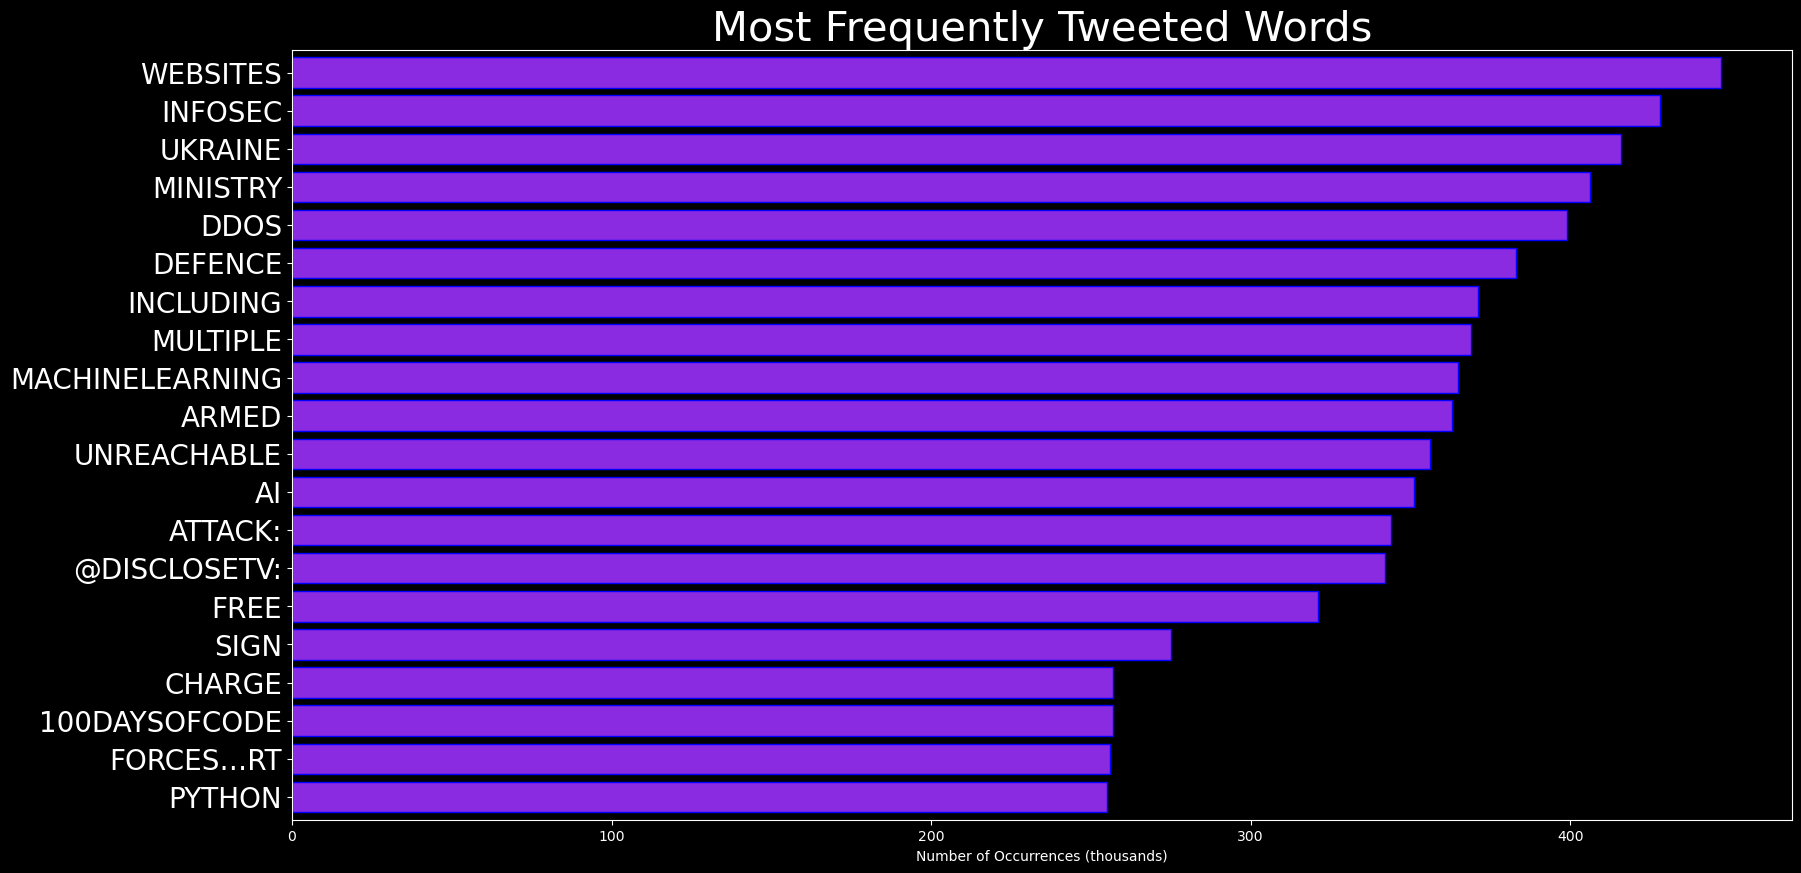 Most Frequently Tweeted Words
WEBSITES
INFOSEC
UKRAINE
MINISTRY
DDOS
DEFENCE
INCLUDING
MULTIPLE
MACHINELEARNING
ARMED
UNREACHABLE
AI
ATTACK:
@DISCLOSETV:
FREE
SIGN
CHARGE
100DAYSOFCODE
FORCES…RT
PYTHON
0 100 200 300 400
Number of Occurrences (thousands)